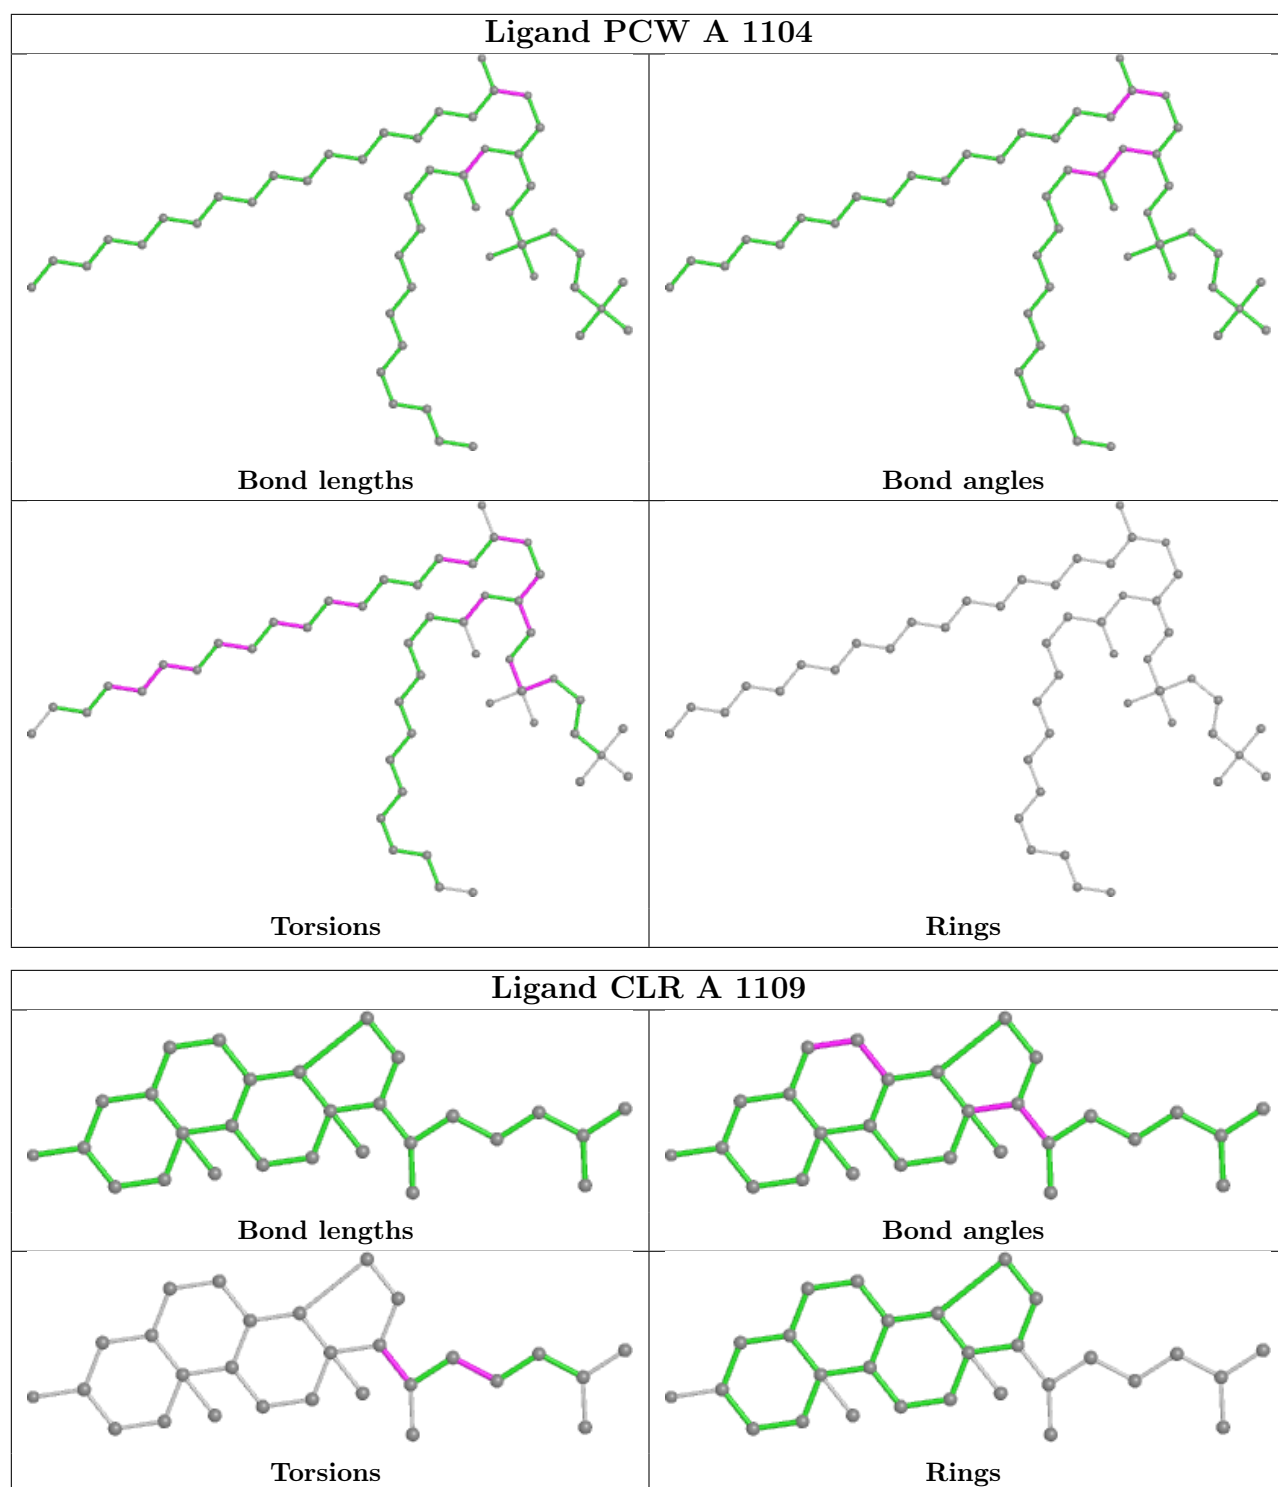 Ligand PCW A 1104
Bond lengths
Bond angles
Torsions
Rings
Ligand CLR A 1109
Bond lengths
Bond angles
Torsions
Rings